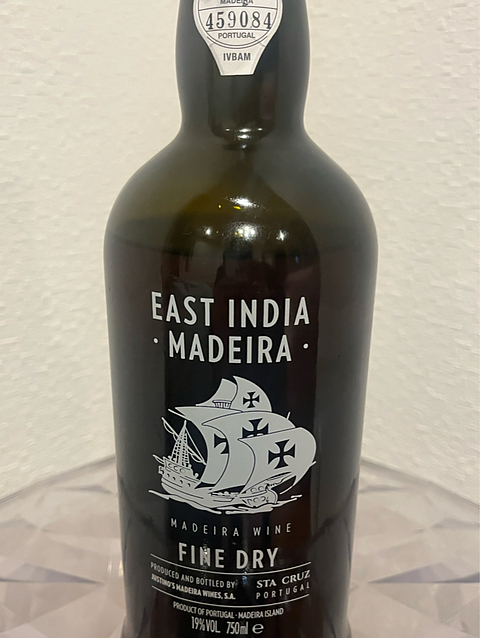 MADEIRA
459084
PORTUGAL
IVBAM
EAST INDIA
· MADEIRA ·
MADEIRA WINE
FINE DRY
PRODUCED AND BOTTLED BY:
JUSTINO'S MADEIRA WINES, S.A.
STA CRUZ
PORTUGAL
PRODUCT OF PORTUGAL · MADEIRA ISLAND
19% VOL. 750ml ℮